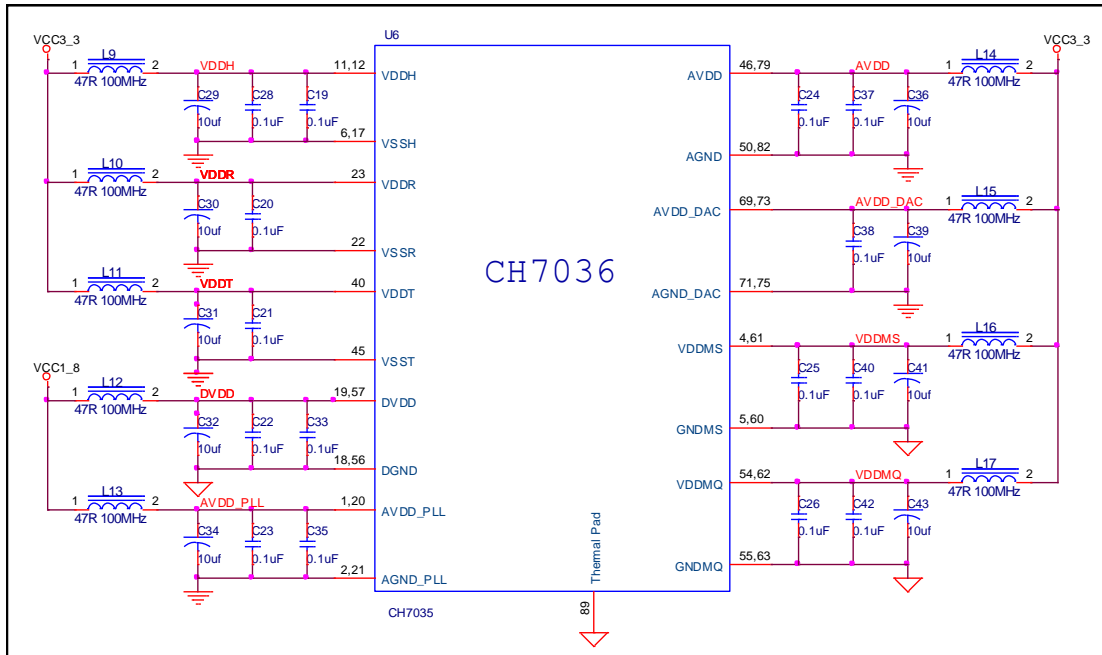 U6
VCC3_3
L9
1 2
47R 100MHz
VDDH
11,12
VDDH
C29
10uf
C28
0.1uF
C19
0.1uF
6,17
VSSH
L10
1 2
47R 100MHz
VDDR
23
VDDR
C30
10uf
C20
0.1uF
22
VSSR
L11
1 2
47R 100MHz
VDDT
40
VDDT
C31
10uf
C21
0.1uF
45
VSST
VCC1_8
L12
1 2
47R 100MHz
DVDD
19,57
DVDD
C32
10uf
C22
0.1uF
C33
0.1uF
18,56
DGND
L13
1 2
47R 100MHz
AVDD_PLL
1,20
AVDD_PLL
C34
10uf
C23
0.1uF
C35
0.1uF
2,21
AGND_PLL
CH7036
CH7035
Thermal Pad
89
VCC3_3
AVDD
46,79
AVDD
L14
1 2
47R 100MHz
C24
0.1uF
C37
0.1uF
C36
10uf
AGND
50,82
AVDD_DAC
69,73
AVDD_DAC
L15
1 2
47R 100MHz
C38
0.1uF
C39
10uf
AGND_DAC
71,75
VDDMS
4,61
VDDMS
L16
1 2
47R 100MHz
C25
0.1uF
C40
0.1uF
C41
10uf
GNDMS
5,60
VDDMQ
54,62
VDDMQ
L17
1 2
47R 100MHz
C26
0.1uF
C42
0.1uF
C43
10uf
GNDMQ
55,63